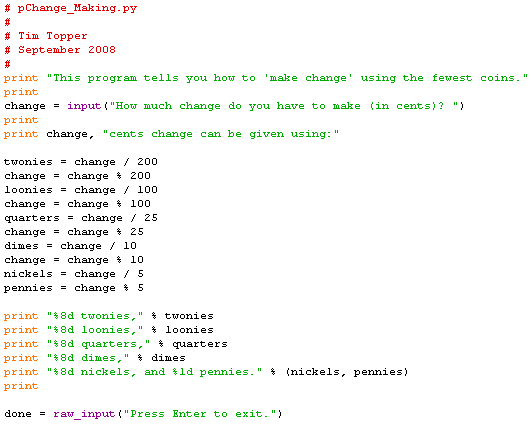 # pChange_Making.py
#
# Tim Topper
# September 2008
#
print "This program tells you how to 'make change' using the fewest coins."
print
change = input("How much change do you have to make (in cents)? ")
print
print change, "cents change can be given using:"

twonies = change / 200
change = change % 200
loonies = change / 100
change = change % 100
quarters = change / 25
change = change % 25
dimes = change / 10
change = change % 10
nickels = change / 5
pennies = change % 5

print "%8d twonies," % twonies
print "%8d loonies," % loonies
print "%8d quarters," % quarters
print "%8d dimes," % dimes
print "%8d nickels, and %1d pennies." % (nickels, pennies)
print

done = raw_input("Press Enter to exit.")